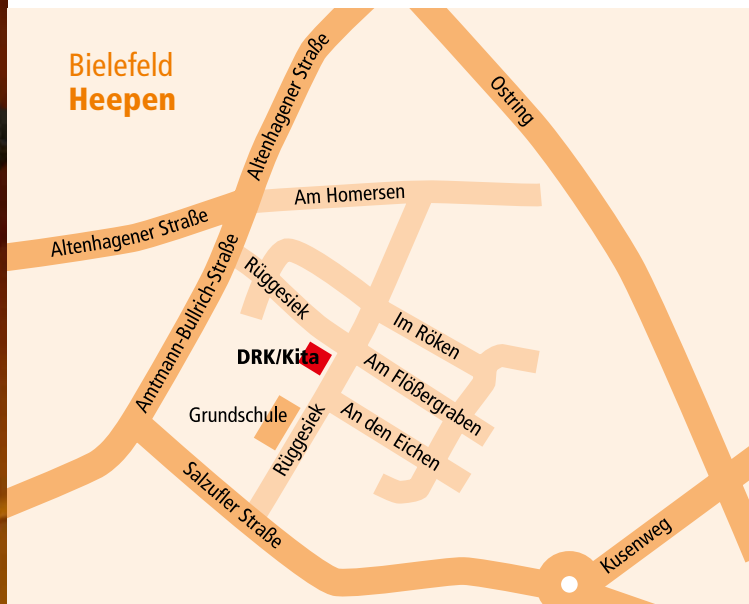 Bielefeld
Heepen
Altenhagener Straße
Ostring
Am Homersen
Altenhagener Straße
Amtmann-Bullrich-Straße
Rüggesiek
Im Röken
DRK/Kita
Am Flößergraben
Grundschule
An den Eichen
Rüggesiek
Salzufler Straße
Kusenweg